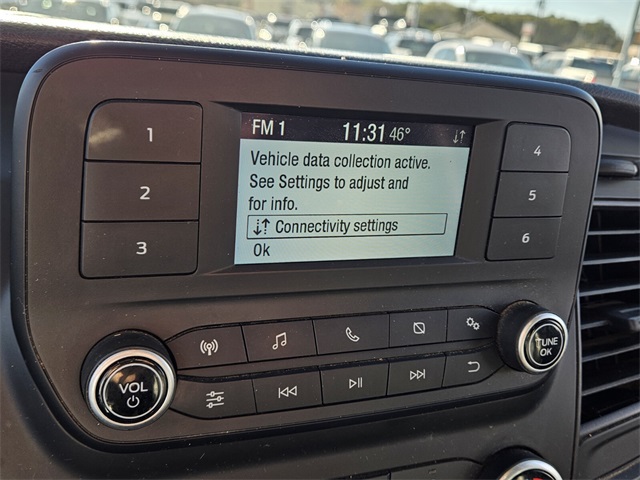 FM 1 11:31 46°
Vehicle data collection active.
See Settings to adjust and
for info.
Connectivity settings
Ok
1
2
3
4
5
6
VOL
TUNE
OK